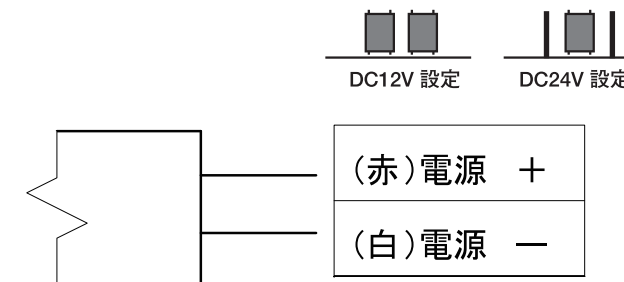 DC12V 設定 DC24V 設定
(赤)電源 ＋
(白)電源 －